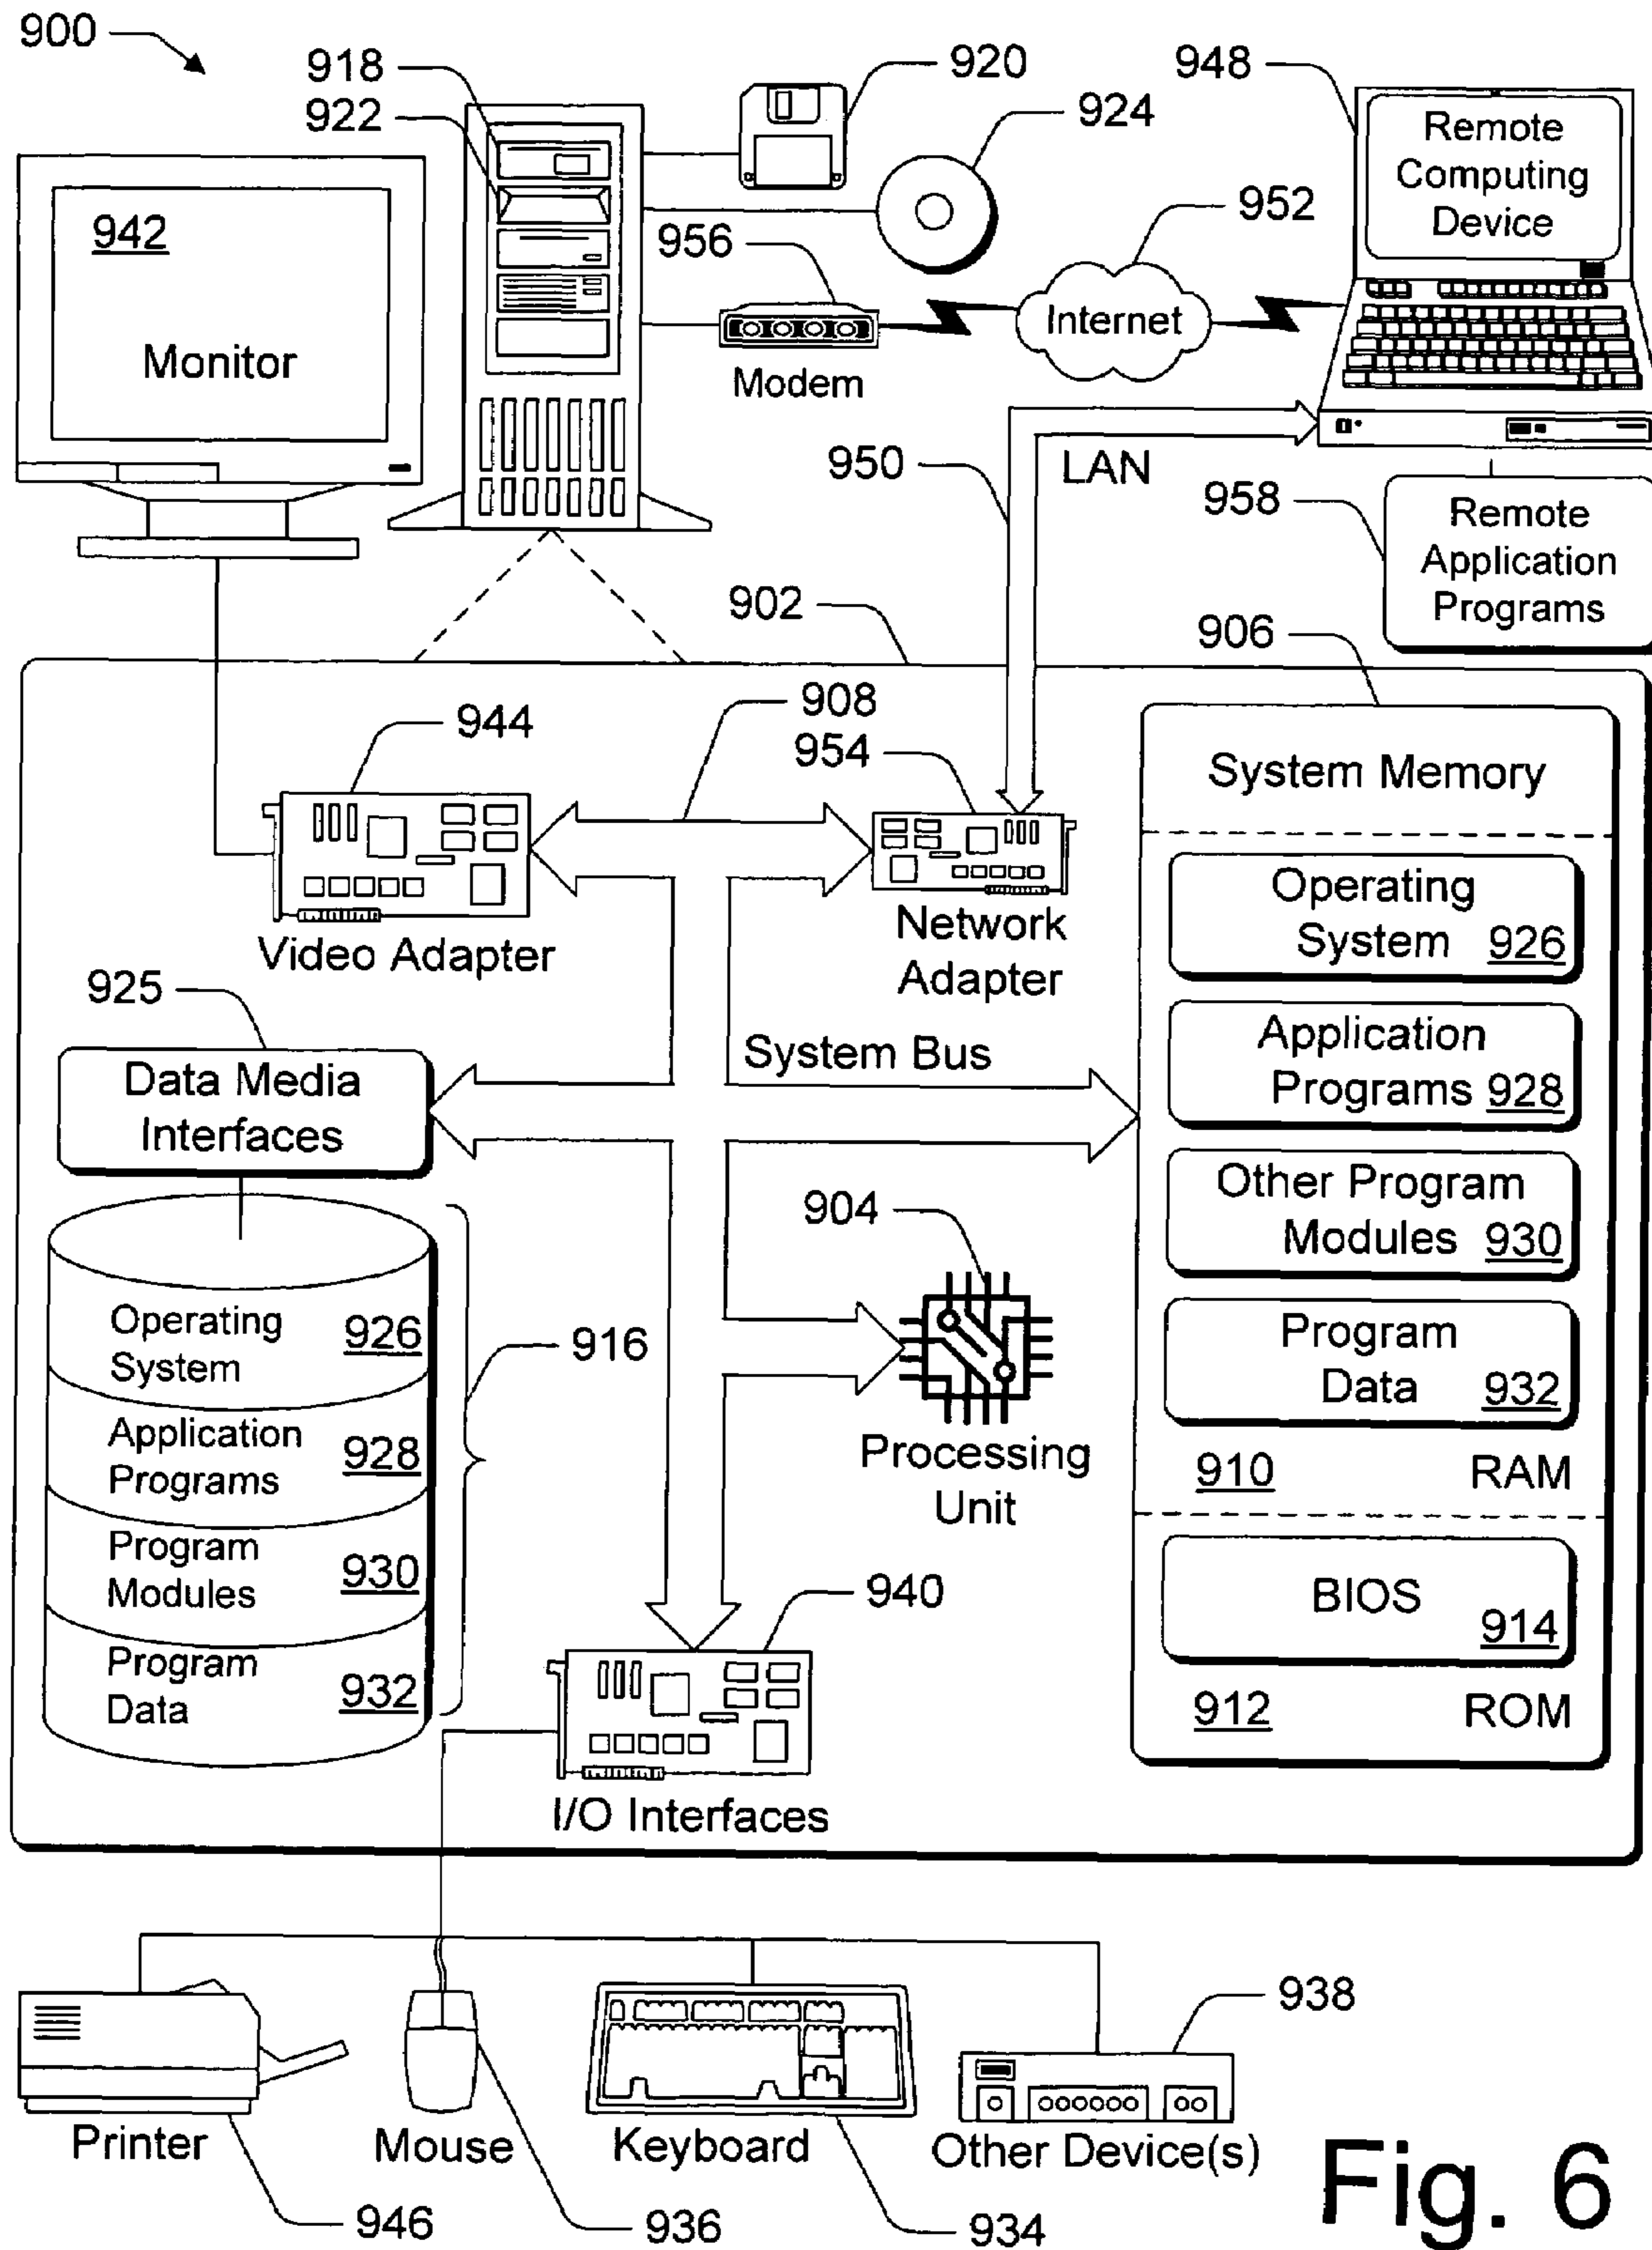 900
918
922
920
924
948
Remote
Computing
Device
942
Monitor
956
Modem
952
Internet
950
LAN
958
Remote
Application
Programs
902
906
908
944
954
Video Adapter
Network
Adapter
System Memory
Operating
System 926
Application
Programs 928
Other Program
Modules 930
Program
Data 932
910 RAM
BIOS
914
912 ROM
925
Data Media
Interfaces
System Bus
904
Processing
Unit
Operating
System 926
Application
Programs 928
Program
Modules 930
Program
Data 932
916
940
I/O Interfaces
938
Printer
Mouse
Keyboard
Other Device(s)
946
936
934
Fig. 6